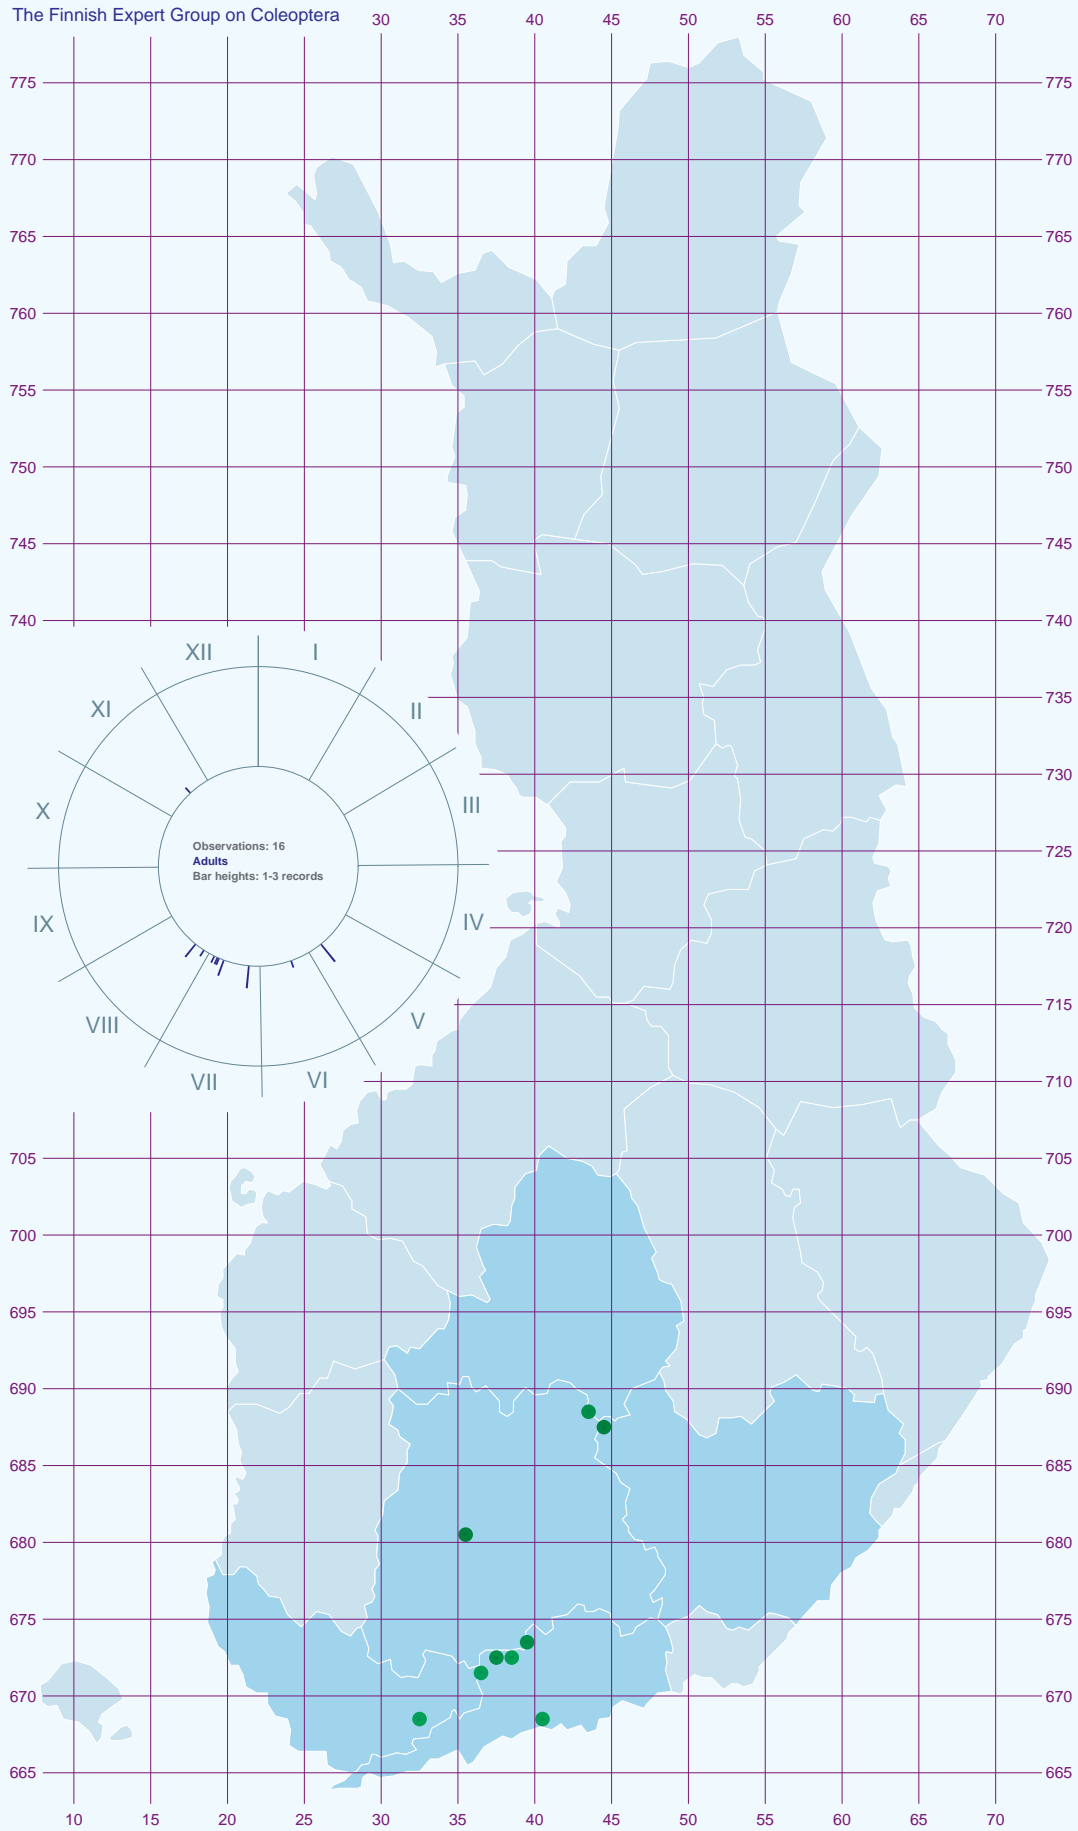 The Finnish Expert Group on Coleoptera
30 35 40 45 50 55 60 65 70
775 775
770 770
765 765
760 760
755 755
750 750
745 745
740 740
XII I
XI II
735
730
X III
725
Observations: 16
Adults
Bar heights: 1-3 records
IX IV
720
715
VIII V
VII VI
710
705 705
700 700
695 695
690 690
685 685
680 680
675 675
670 670
665 665
10 15 20 25 30 35 40 45 50 55 60 65 70